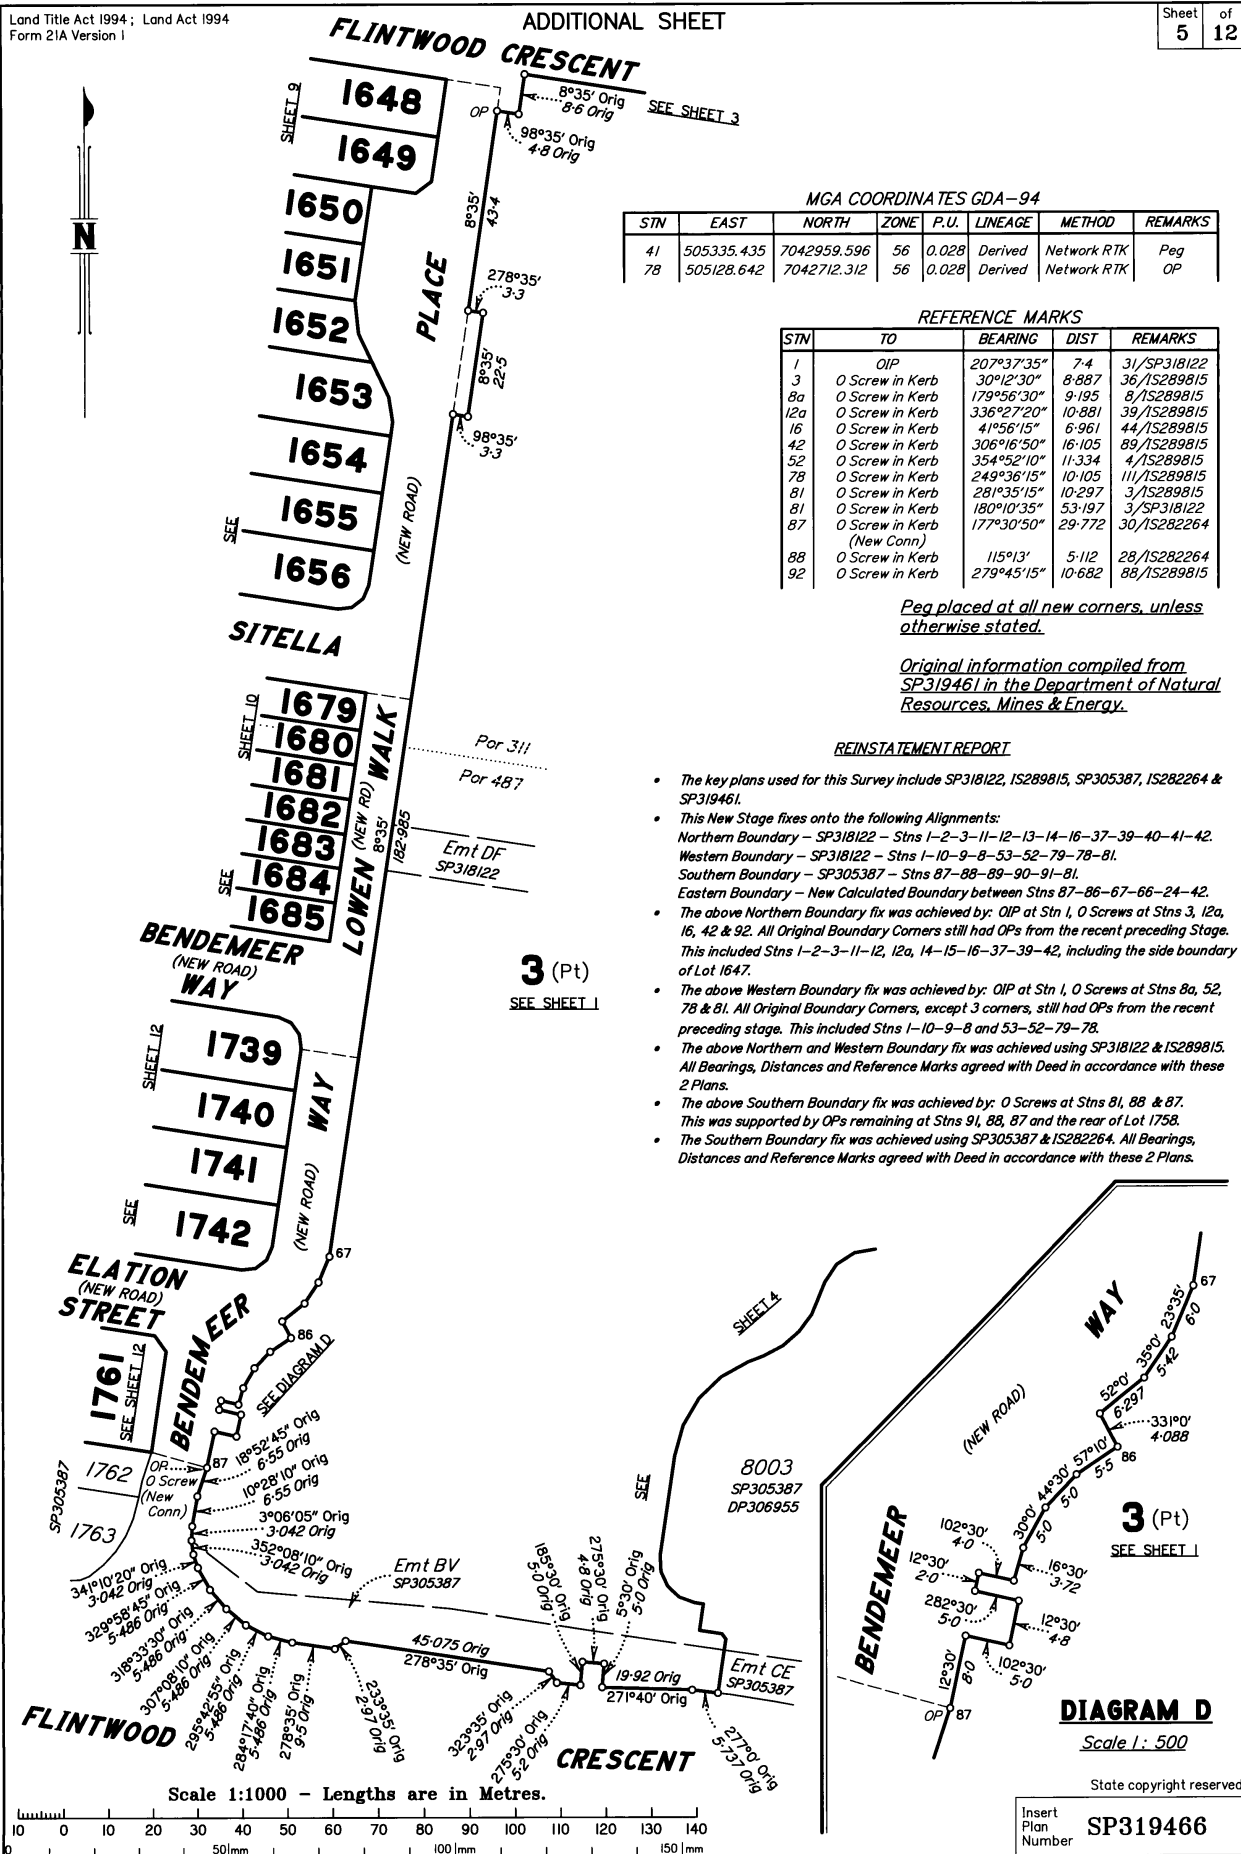 Land Title Act 1994 ; Land Act 1994
Form 21A Version 1
ADDITIONAL SHEET
Sheet of
5 12
FLINTWOOD CRESCENT
8°35' Orig
8·6 Orig
SEE SHEET 3
OP
98°35' Orig
4·8 Orig
SHEET 9
1648
1649
1650
1651
1652
1653
1654
1655
1656
SEE
N
8°35'
43·4
PLACE
278°35'
3·3
8°35'
22·5
98°35'
3·3
(NEW ROAD)
MGA COORDINATES GDA-94
STN EAST NORTH ZONE P.U. LINEAGE METHOD REMARKS
41 505335.435 7042959.596 56 0.028 Derived Network RTK Peg
78 505128.642 7042712.312 56 0.028 Derived Network RTK OP
REFERENCE MARKS
STN TO BEARING DIST REMARKS
1 OIP 207°37'35" 7·4 31/SP318122
3 O Screw in Kerb 30°12'30" 8·887 36/IS289815
8a O Screw in Kerb 179°56'30" 9·195 8/IS289815
12a O Screw in Kerb 336°27'20" 10·881 39/IS289815
16 O Screw in Kerb 41°56'15" 6·961 44/IS289815
42 O Screw in Kerb 306°16'50" 16·105 89/IS289815
52 O Screw in Kerb 354°52'10" 11·334 4/IS289815
78 O Screw in Kerb 249°36'15" 10·105 111/IS289815
81 O Screw in Kerb 281°35'15" 10·297 3/IS289815
81 O Screw in Kerb 180°10'35" 53·197 3/SP318122
87 O Screw in Kerb 177°30'50" 29·772 30/IS282264
(New Conn)
88 O Screw in Kerb 115°13' 5·112 28/IS282264
92 O Screw in Kerb 279°45'15" 10·682 88/IS289815
Peg placed at all new corners, unless
otherwise stated.
Original information compiled from
SP319461 in the Department of Natural
Resources, Mines & Energy.
SITELLA
SHEET 10
1679
1680
1681
1682
1683
1684
1685
SEE
LOWEN WALK
(NEW RD)
8°35'
182·985
Por 311
Por 487
Emt DF
SP318122
3 (Pt)
SEE SHEET 1
REINSTATEMENT REPORT
• The key plans used for this Survey include SP318122, IS289815, SP305387, IS282264 &
SP319461.
• This New Stage fixes onto the following Alignments:
Northern Boundary – SP318122 – Stns 1-2-3-11-12-13-14-16-37-39-40-41-42.
Western Boundary – SP318122 – Stns 1-10-9-8-53-52-79-78-81.
Southern Boundary – SP305387 – Stns 87-88-89-90-91-81.
Eastern Boundary – New Calculated Boundary between Stns 87-86-67-66-24-42.
• The above Northern Boundary fix was achieved by: OIP at Stn 1, O Screws at Stns 3, 12a,
16, 42 & 92. All Original Boundary Corners still had OPs from the recent preceding Stage.
This included Stns 1-2-3-11-12, 12a, 14-15-16-37-39-42, including the side boundary
of Lot 1647.
• The above Western Boundary fix was achieved by: OIP at Stn 1, O Screws at Stns 8a, 52,
78 & 81. All Original Boundary Corners, except 3 corners, still had OPs from the recent
preceding stage. This included Stns 1-10-9-8 and 53-52-79-78.
• The above Northern and Western Boundary fix was achieved using SP318122 & IS289815.
All Bearings, Distances and Reference Marks agreed with Deed in accordance with these
2 Plans.
• The above Southern Boundary fix was achieved by: O Screws at Stns 81, 88 & 87.
This was supported by OPs remaining at Stns 91, 88, 87 and the rear of Lot 1758.
• The Southern Boundary fix was achieved using SP305387 & IS282264. All Bearings,
Distances and Reference Marks agreed with Deed in accordance with these 2 Plans.
BENDEMEER
(NEW ROAD)
WAY
SHEET 12
1739
1740
1741
1742
SEE
WAY
(NEW ROAD)
67
ELATION
(NEW ROAD)
STREET
1761
SEE SHEET 12
BENDEMEER
86
SEE DIAGRAM D
1762
1763
SP305387
OP
O Screw
(New
Conn)
87
18°52'45" Orig
6·55 Orig
10°28'10" Orig
6·55 Orig
3°06'05" Orig
3·042 Orig
352°08'10" Orig
3·042 Orig
341°10'20" Orig
3·042 Orig
329°58'45" Orig
5·486 Orig
318°33'30" Orig
5·486 Orig
307°08'10" Orig
5·486 Orig
295°42'55" Orig
5·486 Orig
284°17'40" Orig
5·486 Orig
278°35' Orig
9·5 Orig
233°35' Orig
2·97 Orig
Emt BV
SP305387
45·075 Orig
278°35' Orig
323°35' Orig
2·97 Orig
275°30' Orig
5·2 Orig
185°30' Orig
5·0 Orig
275°30' Orig
4·8 Orig
5°30' Orig
5·0 Orig
19·92 Orig
271°40' Orig
277°0' Orig
5·737 Orig
Emt CE
SP305387
FLINTWOOD
CRESCENT
SEE
SHEET 4
8003
SP305387
DP306955
WAY
(NEW ROAD)
BENDEMEER
67
23°35'
6·0
35°0'
5·42
52°0'
6·297
331°0'
4·088
86
57°10'
5·5
44°30'
5·0
30°0'
5·0
16°30'
3·72
102°30'
4·0
12°30'
2·0
282°30'
5·0
12°30'
4·8
102°30'
5·0
12°30'
8·0
OP
87
3 (Pt)
SEE SHEET 1
DIAGRAM D
Scale 1: 500
Scale 1:1000 – Lengths are in Metres.
10 0 10 20 30 40 50 60 70 80 90 100 110 120 130 140
0 50 mm 100 mm 150 mm
State copyright reserved
Insert
Plan
Number
SP319466